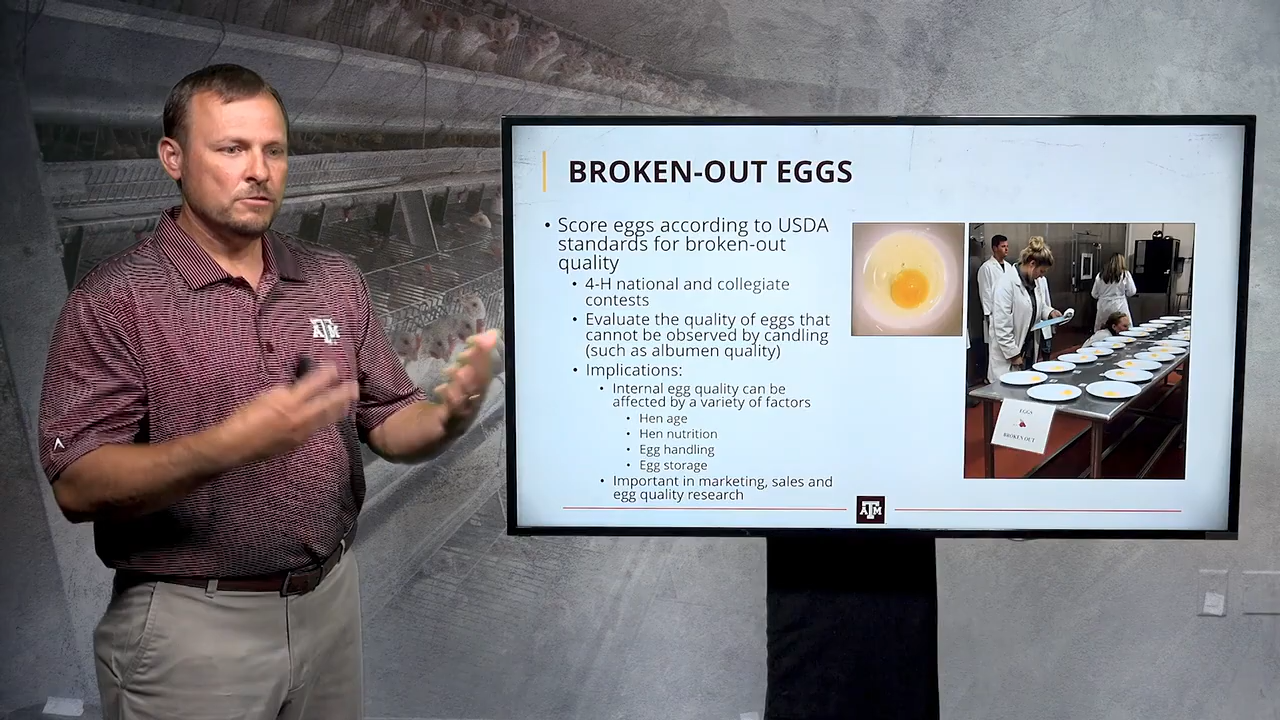 ATM
BROKEN-OUT EGGS
• Score eggs according to USDA
standards for broken-out
quality
• 4-H national and collegiate
contests
• Evaluate the quality of eggs that
cannot be observed by candling
(such as albumen quality)
• Implications:
• Internal egg quality can be
affected by a variety of factors
• Hen age
• Hen nutrition
• Egg handling
• Egg storage
• Important in marketing, sales and
egg quality research
EGGS
BROKEN OUT
ATM